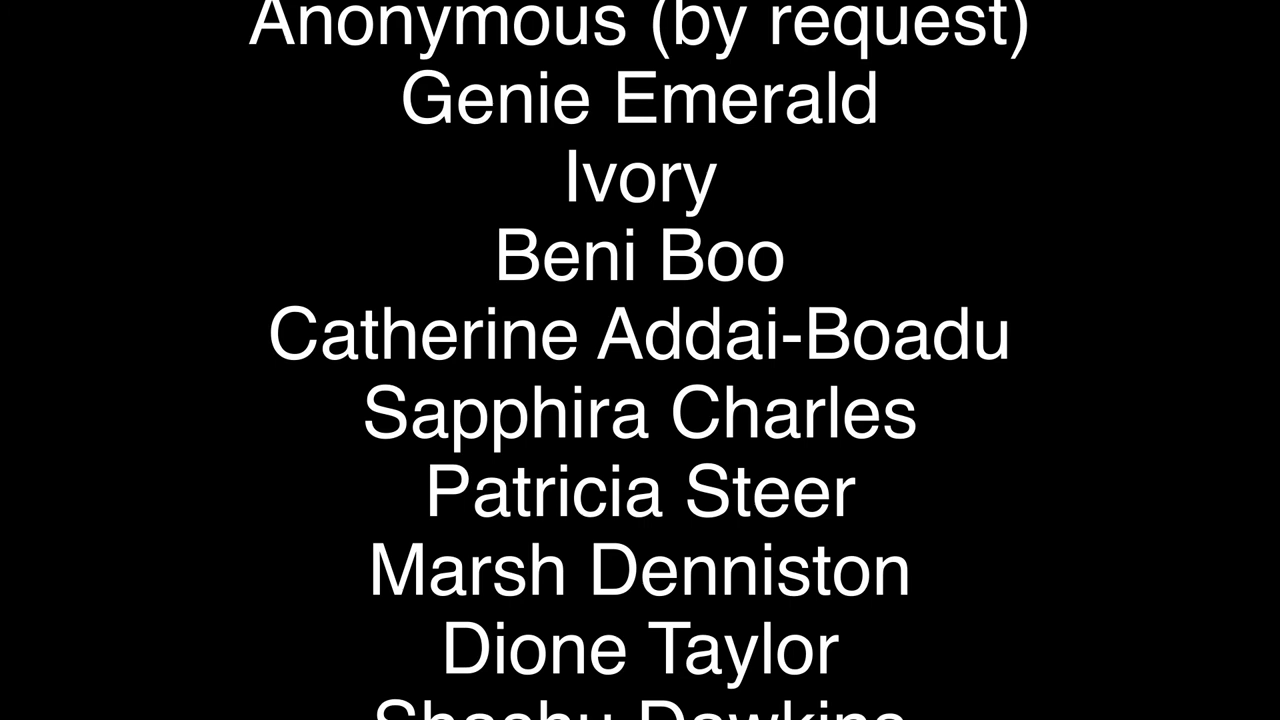 Anonymous (by request)
Genie Emerald
Ivory
Beni Boo
Catherine Addai-Boadu
Sapphira Charles
Patricia Steer
Marsh Denniston
Dione Taylor